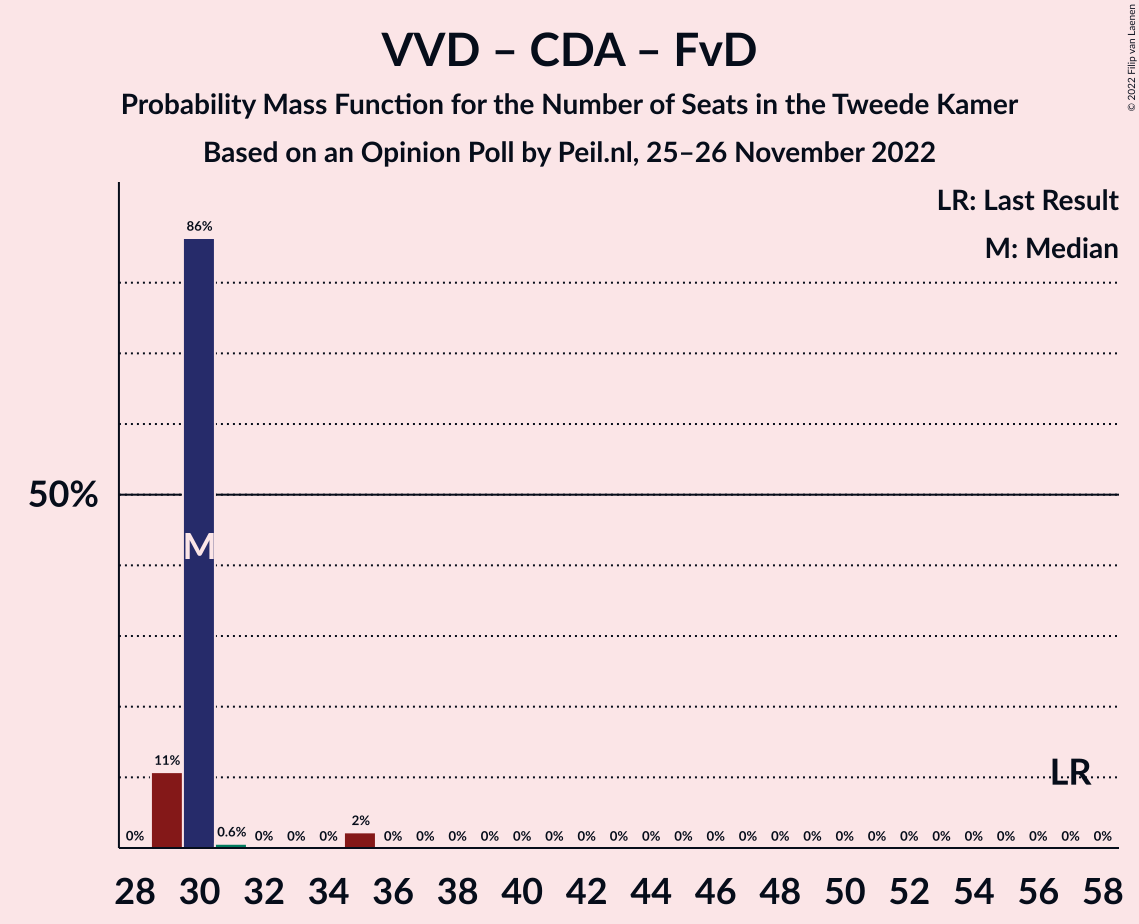 VVD – CDA – FvD
Probability Mass Function for the Number of Seats in the Tweede Kamer
Based on an Opinion Poll by Peil.nl, 25–26 November 2022
© 2022 Filip van Laenen
LR: Last Result
M: Median
86%
50%
M
11%
LR
0% 0.6% 0% 0% 0% 2% 0% 0% 0% 0% 0% 0% 0% 0% 0% 0% 0% 0% 0% 0% 0% 0% 0% 0% 0% 0% 0% 0% 0%
28 30 32 34 36 38 40 42 44 46 48 50 52 54 56 58